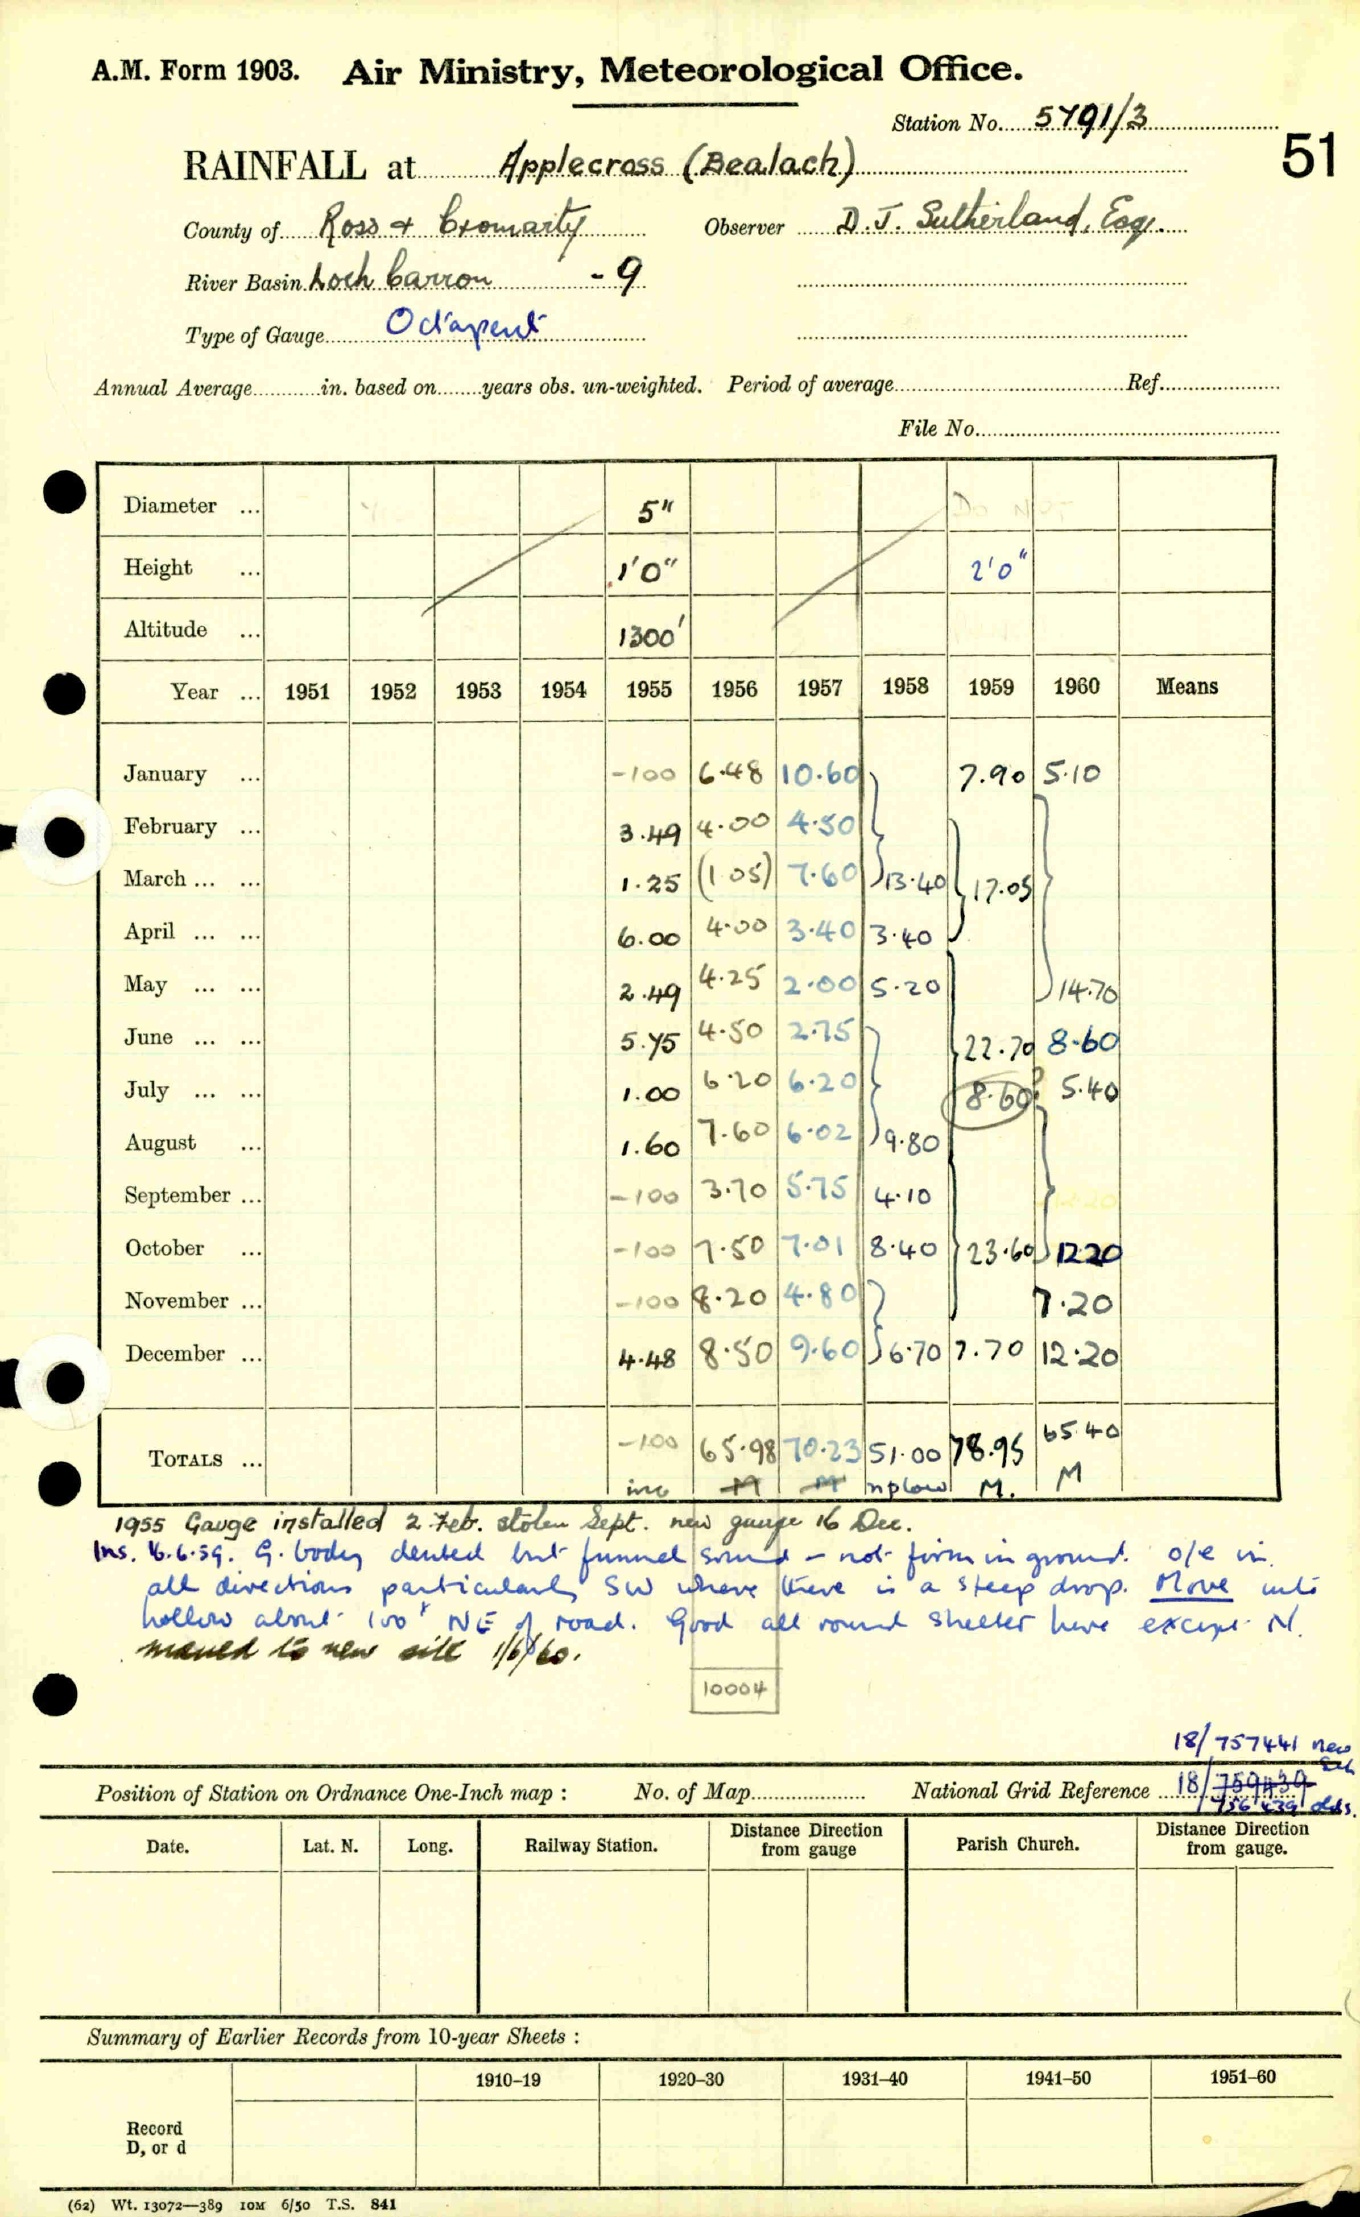 A.M. Form 1903. Air Ministry, Meteorological Office.
Station No. 5791/3
51
RAINFALL at Applecross (Bealach)
County of Ross & Cromarty Observer D. J. Sutherland, Esq.
River Basin Loch Carron - 9
Type of Gauge Octapent
Annual Average in. based on years obs. un-weighted. Period of average Ref.
File No.
Diameter ... 5"
Height ... 1'0" 2'0"
Altitude ... 1300'
Year ... 1951 1952 1953 1954 1955 1956 1957 1958 1959 1960 Means
January ... -100 6.48 10.60 7.90 5.10
February ... 3.49 4.00 4.50
March ... ... 1.25 (1.05) 7.60 13.40 17.05
April ... ... 6.00 4.00 3.40 3.40
May ... ... 2.49 4.25 2.00 5.20 14.70
June ... ... 5.75 4.50 2.75 22.70 8.60
July ... ... 1.00 6.20 6.20 8.60? 5.40
August ... 1.60 7.60 6.02 9.80
September ... -100 3.70 5.75 4.10
October ... -100 7.50 7.01 8.40 23.60 12.20
November ... -100 8.20 4.80 7.20
December ... 4.48 8.50 9.60 6.70 7.70 12.20
TOTALS ... -100 65.98 70.23 51.00 78.95 65.40
inc M M M. M
1955 Gauge installed 2 Feb. stolen Sept. new gauge 16 Dec.
Ins. 16.6.59. G. body dented but funnel sound - not firm in ground. o/e in
all directions particularly SW where there is a steep drop. Move into
hollow about 100x NE of road. Good all round shelter here except N.
moved to new site 1/6/60.
10004
18/757441 new
Position of Station on Ordnance One-Inch map : No. of Map National Grid Reference 18/759439
756439
Date. Lat. N. Long. Railway Station. Distance Direction from gauge Parish Church. Distance Direction from gauge.
Summary of Earlier Records from 10-year Sheets :
1910–19 1920–30 1931–40 1941–50 1951–60
Record
D, or d
(62) Wt. 13072—389 10M 6/50 T.S. 841